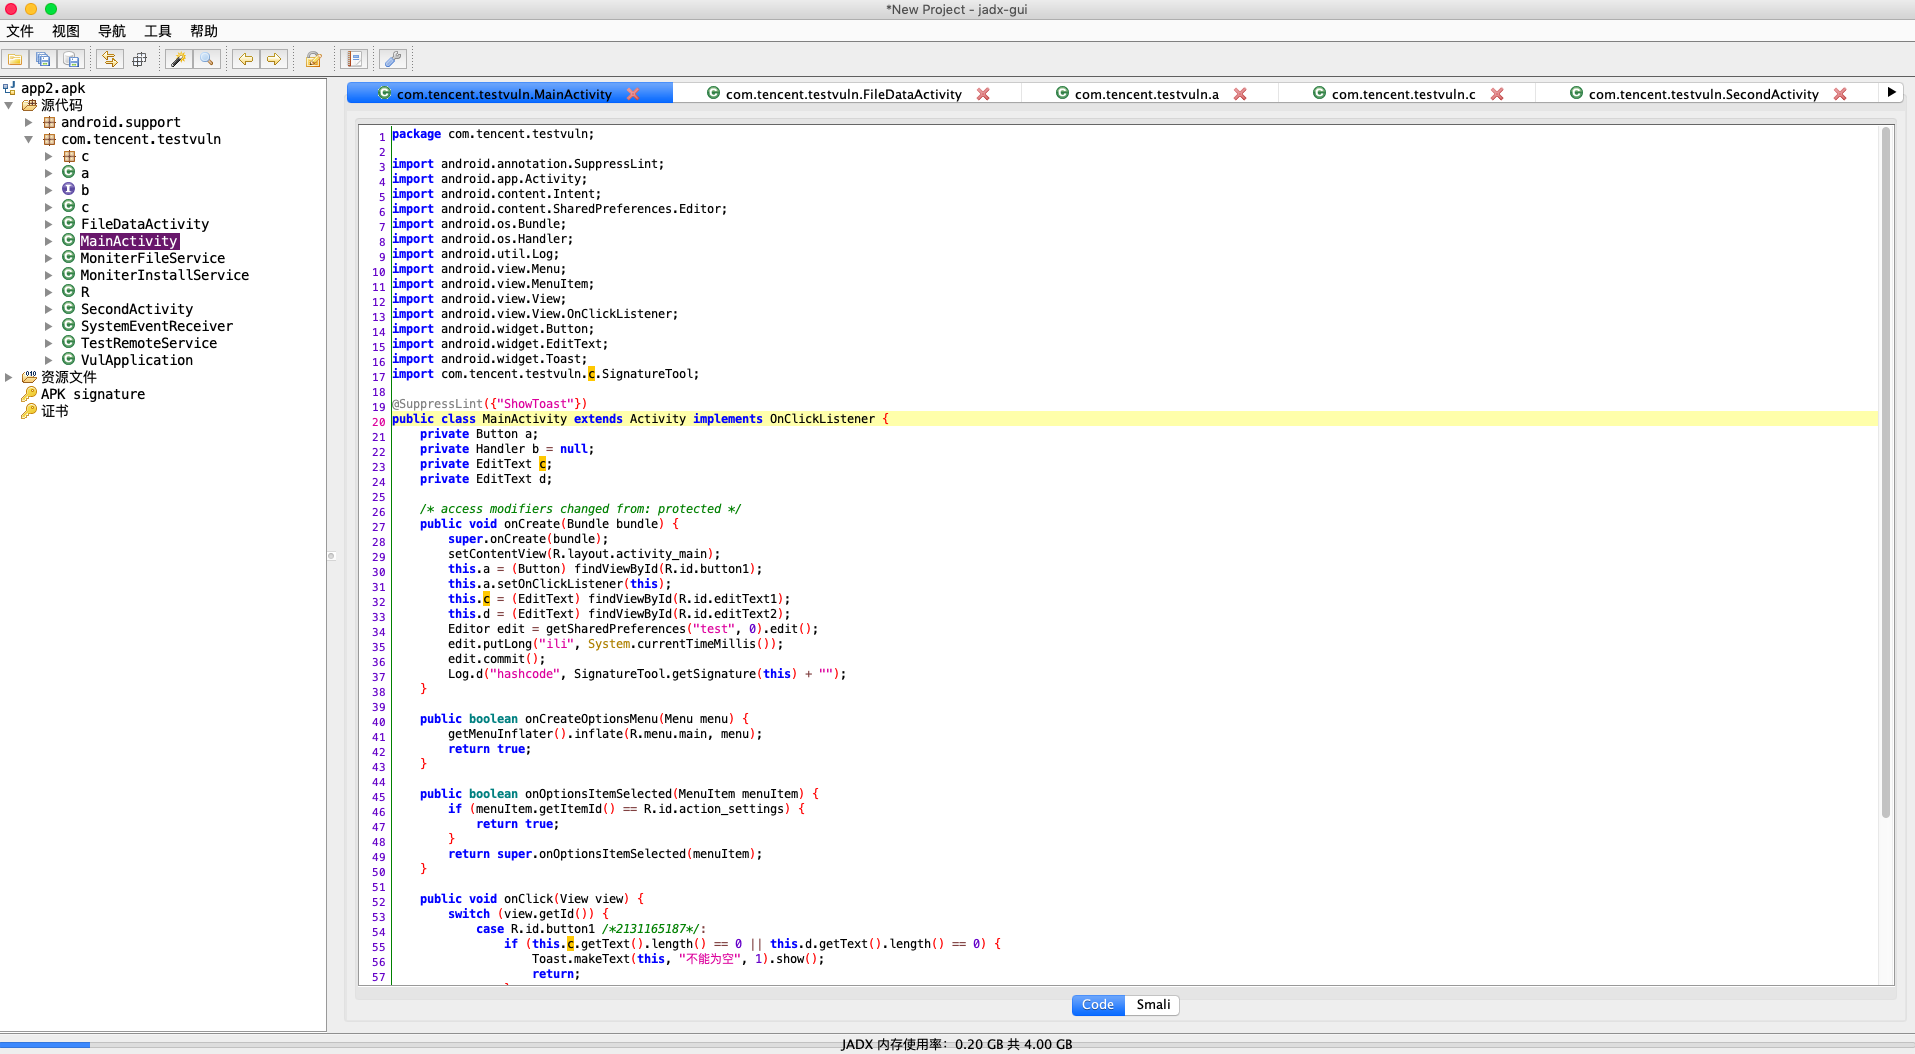 *New Project - jadx-gui
文件 视图 导航 工具 帮助
app2.apk
源代码
android.support
com.tencent.testvuln
c
a
b
c
FileDataActivity
MainActivity
MoniterFileService
MoniterInstallService
R
SecondActivity
SystemEventReceiver
TestRemoteService
VulApplication
资源文件
APK signature
证书
com.tencent.testvuln.MainActivity com.tencent.testvuln.FileDataActivity com.tencent.testvuln.a com.tencent.testvuln.c com.tencent.testvuln.SecondActivity
1 package com.tencent.testvuln;
2
3 import android.annotation.SuppressLint;
4 import android.app.Activity;
5 import android.content.Intent;
6 import android.content.SharedPreferences.Editor;
7 import android.os.Bundle;
8 import android.os.Handler;
9 import android.util.Log;
10 import android.view.Menu;
11 import android.view.MenuItem;
12 import android.view.View;
13 import android.view.View.OnClickListener;
14 import android.widget.Button;
15 import android.widget.EditText;
16 import android.widget.Toast;
17 import com.tencent.testvuln.c.SignatureTool;
18
19 @SuppressLint({"ShowToast"})
20 public class MainActivity extends Activity implements OnClickListener {
21     private Button a;
22     private Handler b = null;
23     private EditText c;
24     private EditText d;
25
26     /* access modifiers changed from: protected */
27     public void onCreate(Bundle bundle) {
28         super.onCreate(bundle);
29         setContentView(R.layout.activity_main);
30         this.a = (Button) findViewById(R.id.button1);
31         this.a.setOnClickListener(this);
32         this.c = (EditText) findViewById(R.id.editText1);
33         this.d = (EditText) findViewById(R.id.editText2);
34         Editor edit = getSharedPreferences("test", 0).edit();
35         edit.putLong("ili", System.currentTimeMillis());
36         edit.commit();
37         Log.d("hashcode", SignatureTool.getSignature(this) + "");
38     }
39
40     public boolean onCreateOptionsMenu(Menu menu) {
41         getMenuInflater().inflate(R.menu.main, menu);
42         return true;
43     }
44
45     public boolean onOptionsItemSelected(MenuItem menuItem) {
46         if (menuItem.getItemId() == R.id.action_settings) {
47             return true;
48         }
49         return super.onOptionsItemSelected(menuItem);
50     }
51
52     public void onClick(View view) {
53         switch (view.getId()) {
54             case R.id.button1 /*2131165187*/:
55                 if (this.c.getText().length() == 0 || this.d.getText().length() == 0) {
56                     Toast.makeText(this, "不能为空", 1).show();
57                     return;
Code Smali
JADX 内存使用率：0.20 GB 共 4.00 GB